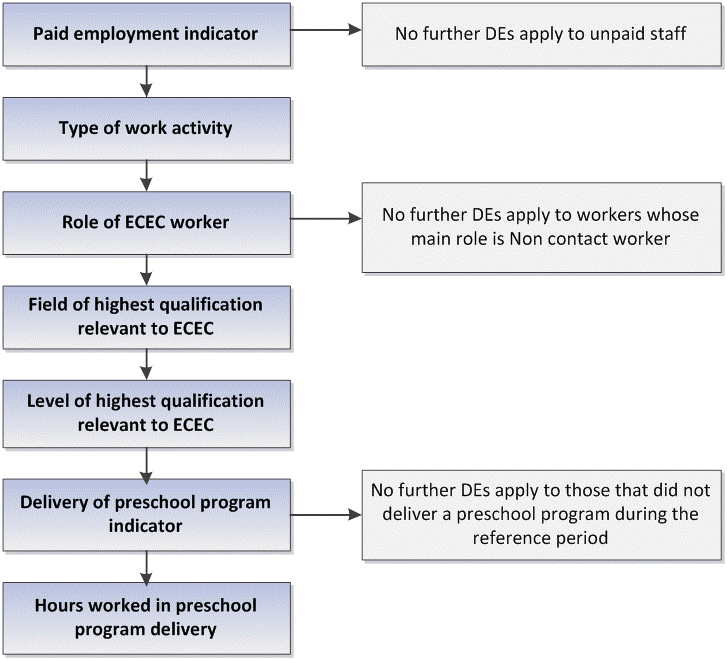 Paid employment indicator
No further DEs apply to unpaid staff
Type of work activity
Role of ECEC worker
No further DEs apply to workers whose
main role is Non contact worker
Field of highest qualification
relevant to ECEC
Level of highest qualification
relevant to ECEC
Delivery of preschool program
indicator
No further DEs apply to those that did not
deliver a preschool program during the
reference period
Hours worked in preschool
program delivery